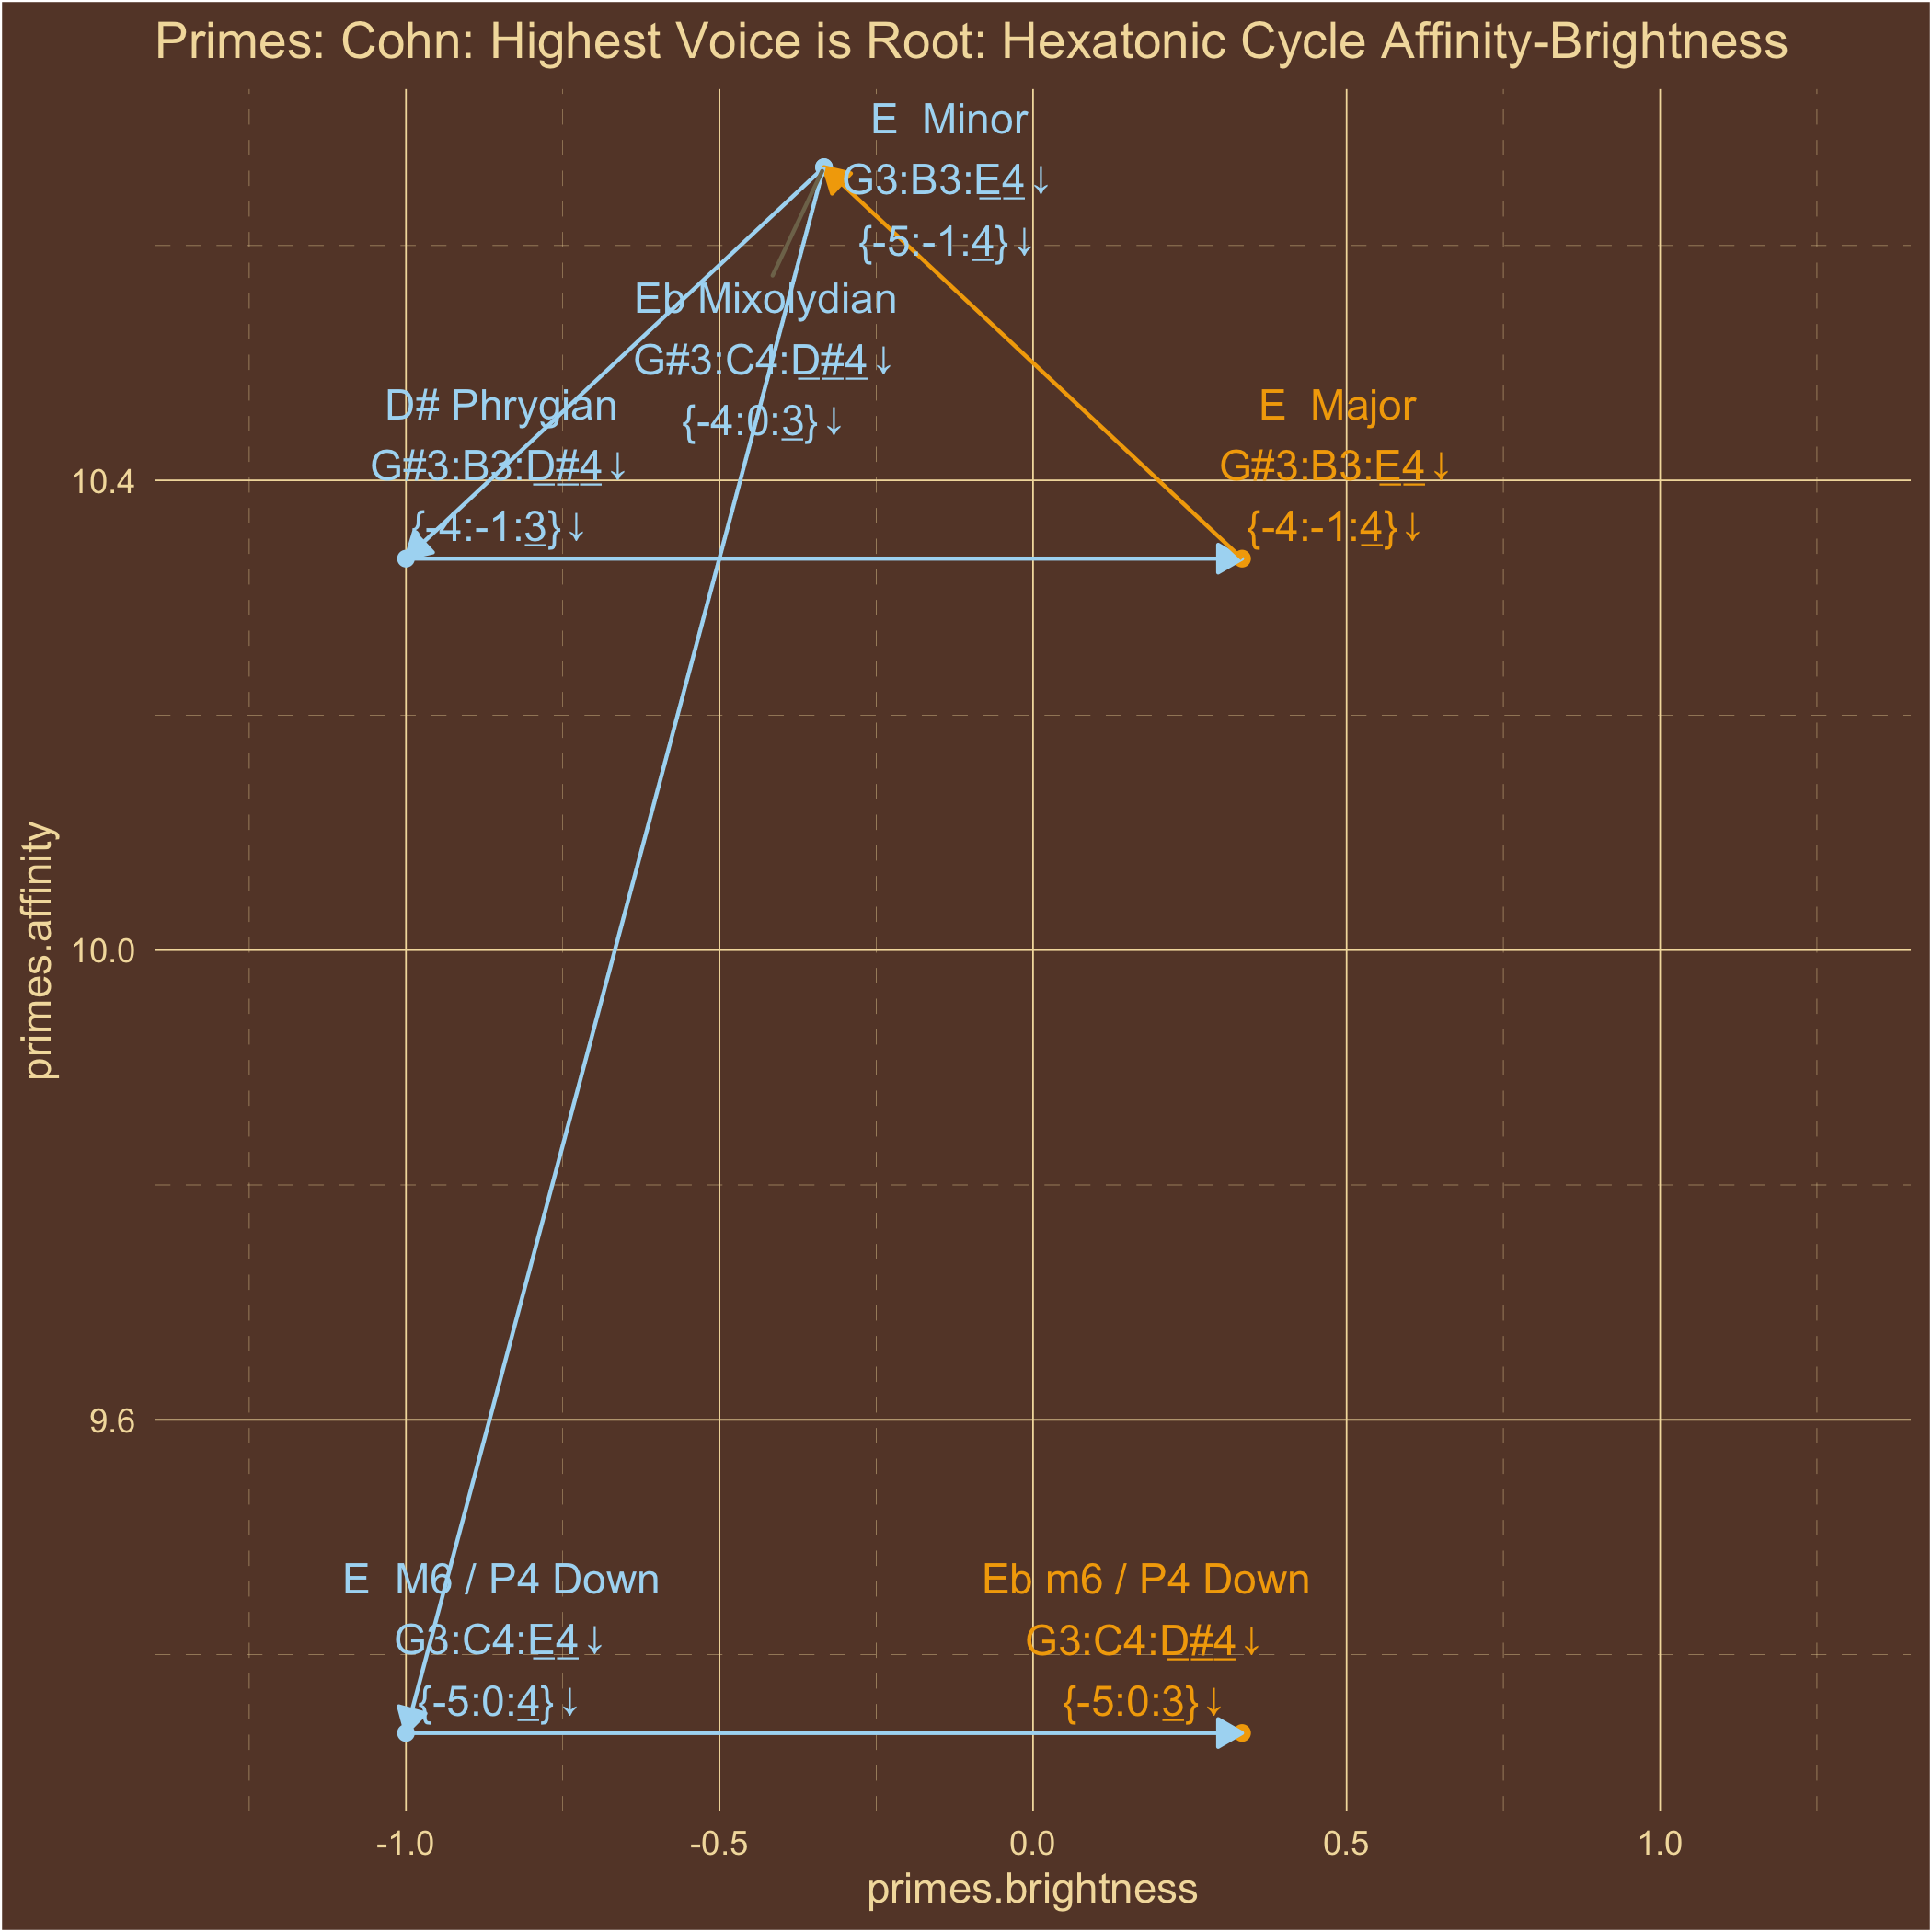 Primes: Cohn: Highest Voice is Root: Hexatonic Cycle Affinity-Brightness
E  Minor
G3:B3:E4↓
{-5:-1:4}↓
Eb Mixolydian
G#3:C4:D#4↓
{-4:0:3}↓
D# Phrygian
G#3:B3:D#4↓
{-4:-1:3}↓
E  Major
G#3:B3:E4↓
{-4:-1:4}↓
E  M6 / P4 Down
G3:C4:E4↓
{-5:0:4}↓
Eb m6 / P4 Down
G3:C4:D#4↓
{-5:0:3}↓
10.4
10.0
9.6
primes.affinity
-1.0
-0.5
0.0
0.5
1.0
primes.brightness